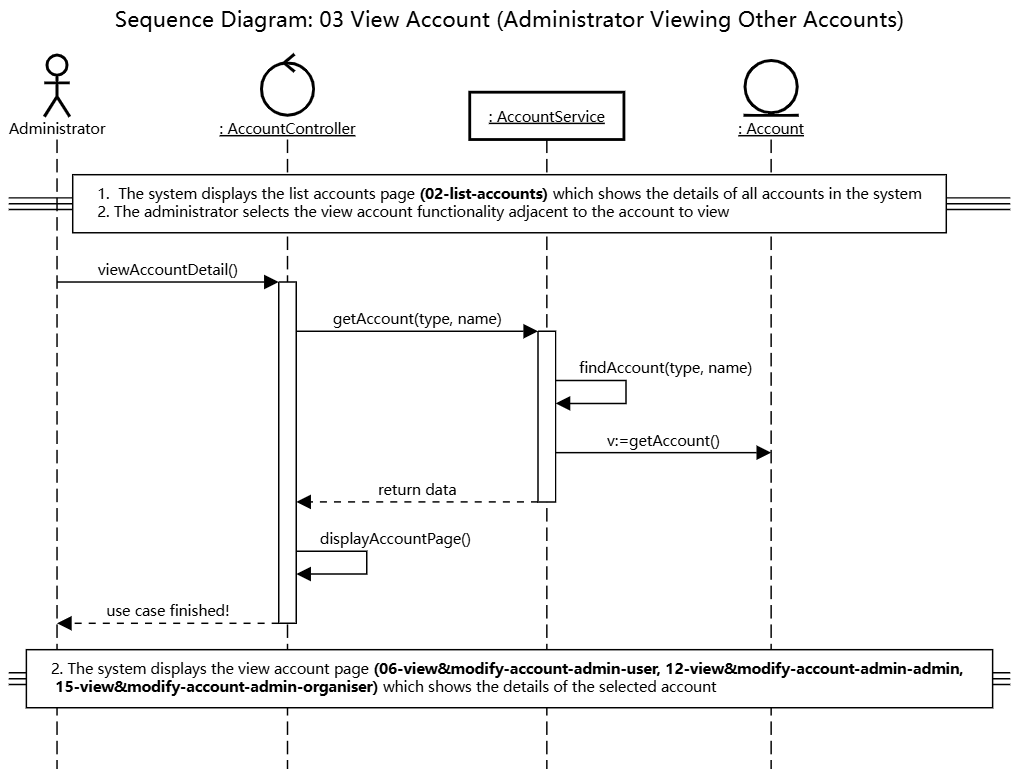 Sequence Diagram: 03 View Account (Administrator Viewing Other Accounts)
Administrator
: AccountController
: AccountService
: Account
1. The system displays the list accounts page (02-list-accounts) which shows the details of all accounts in the system
2. The administrator selects the view account functionality adjacent to the account to view
viewAccountDetail()
getAccount(type, name)
findAccount(type, name)
v:=getAccount()
return data
displayAccountPage()
use case finished!
2. The system displays the view account page (06-view&modify-account-admin-user, 12-view&modify-account-admin-admin,
15-view&modify-account-admin-organiser) which shows the details of the selected account